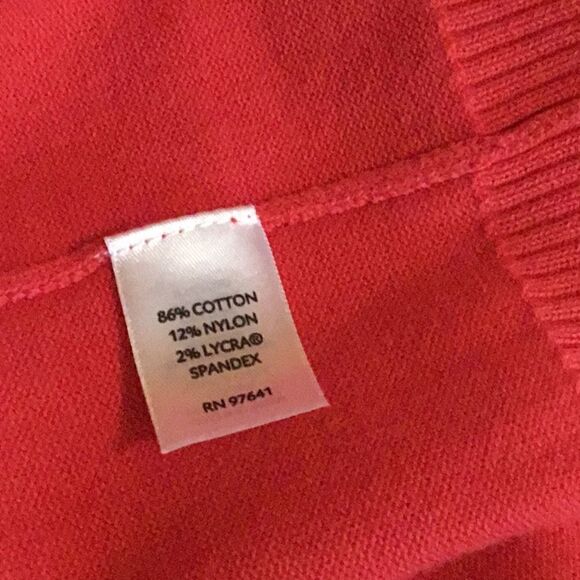 86% COTTON
12% NYLON
2% LYCRA®
SPANDEX
RN 97641